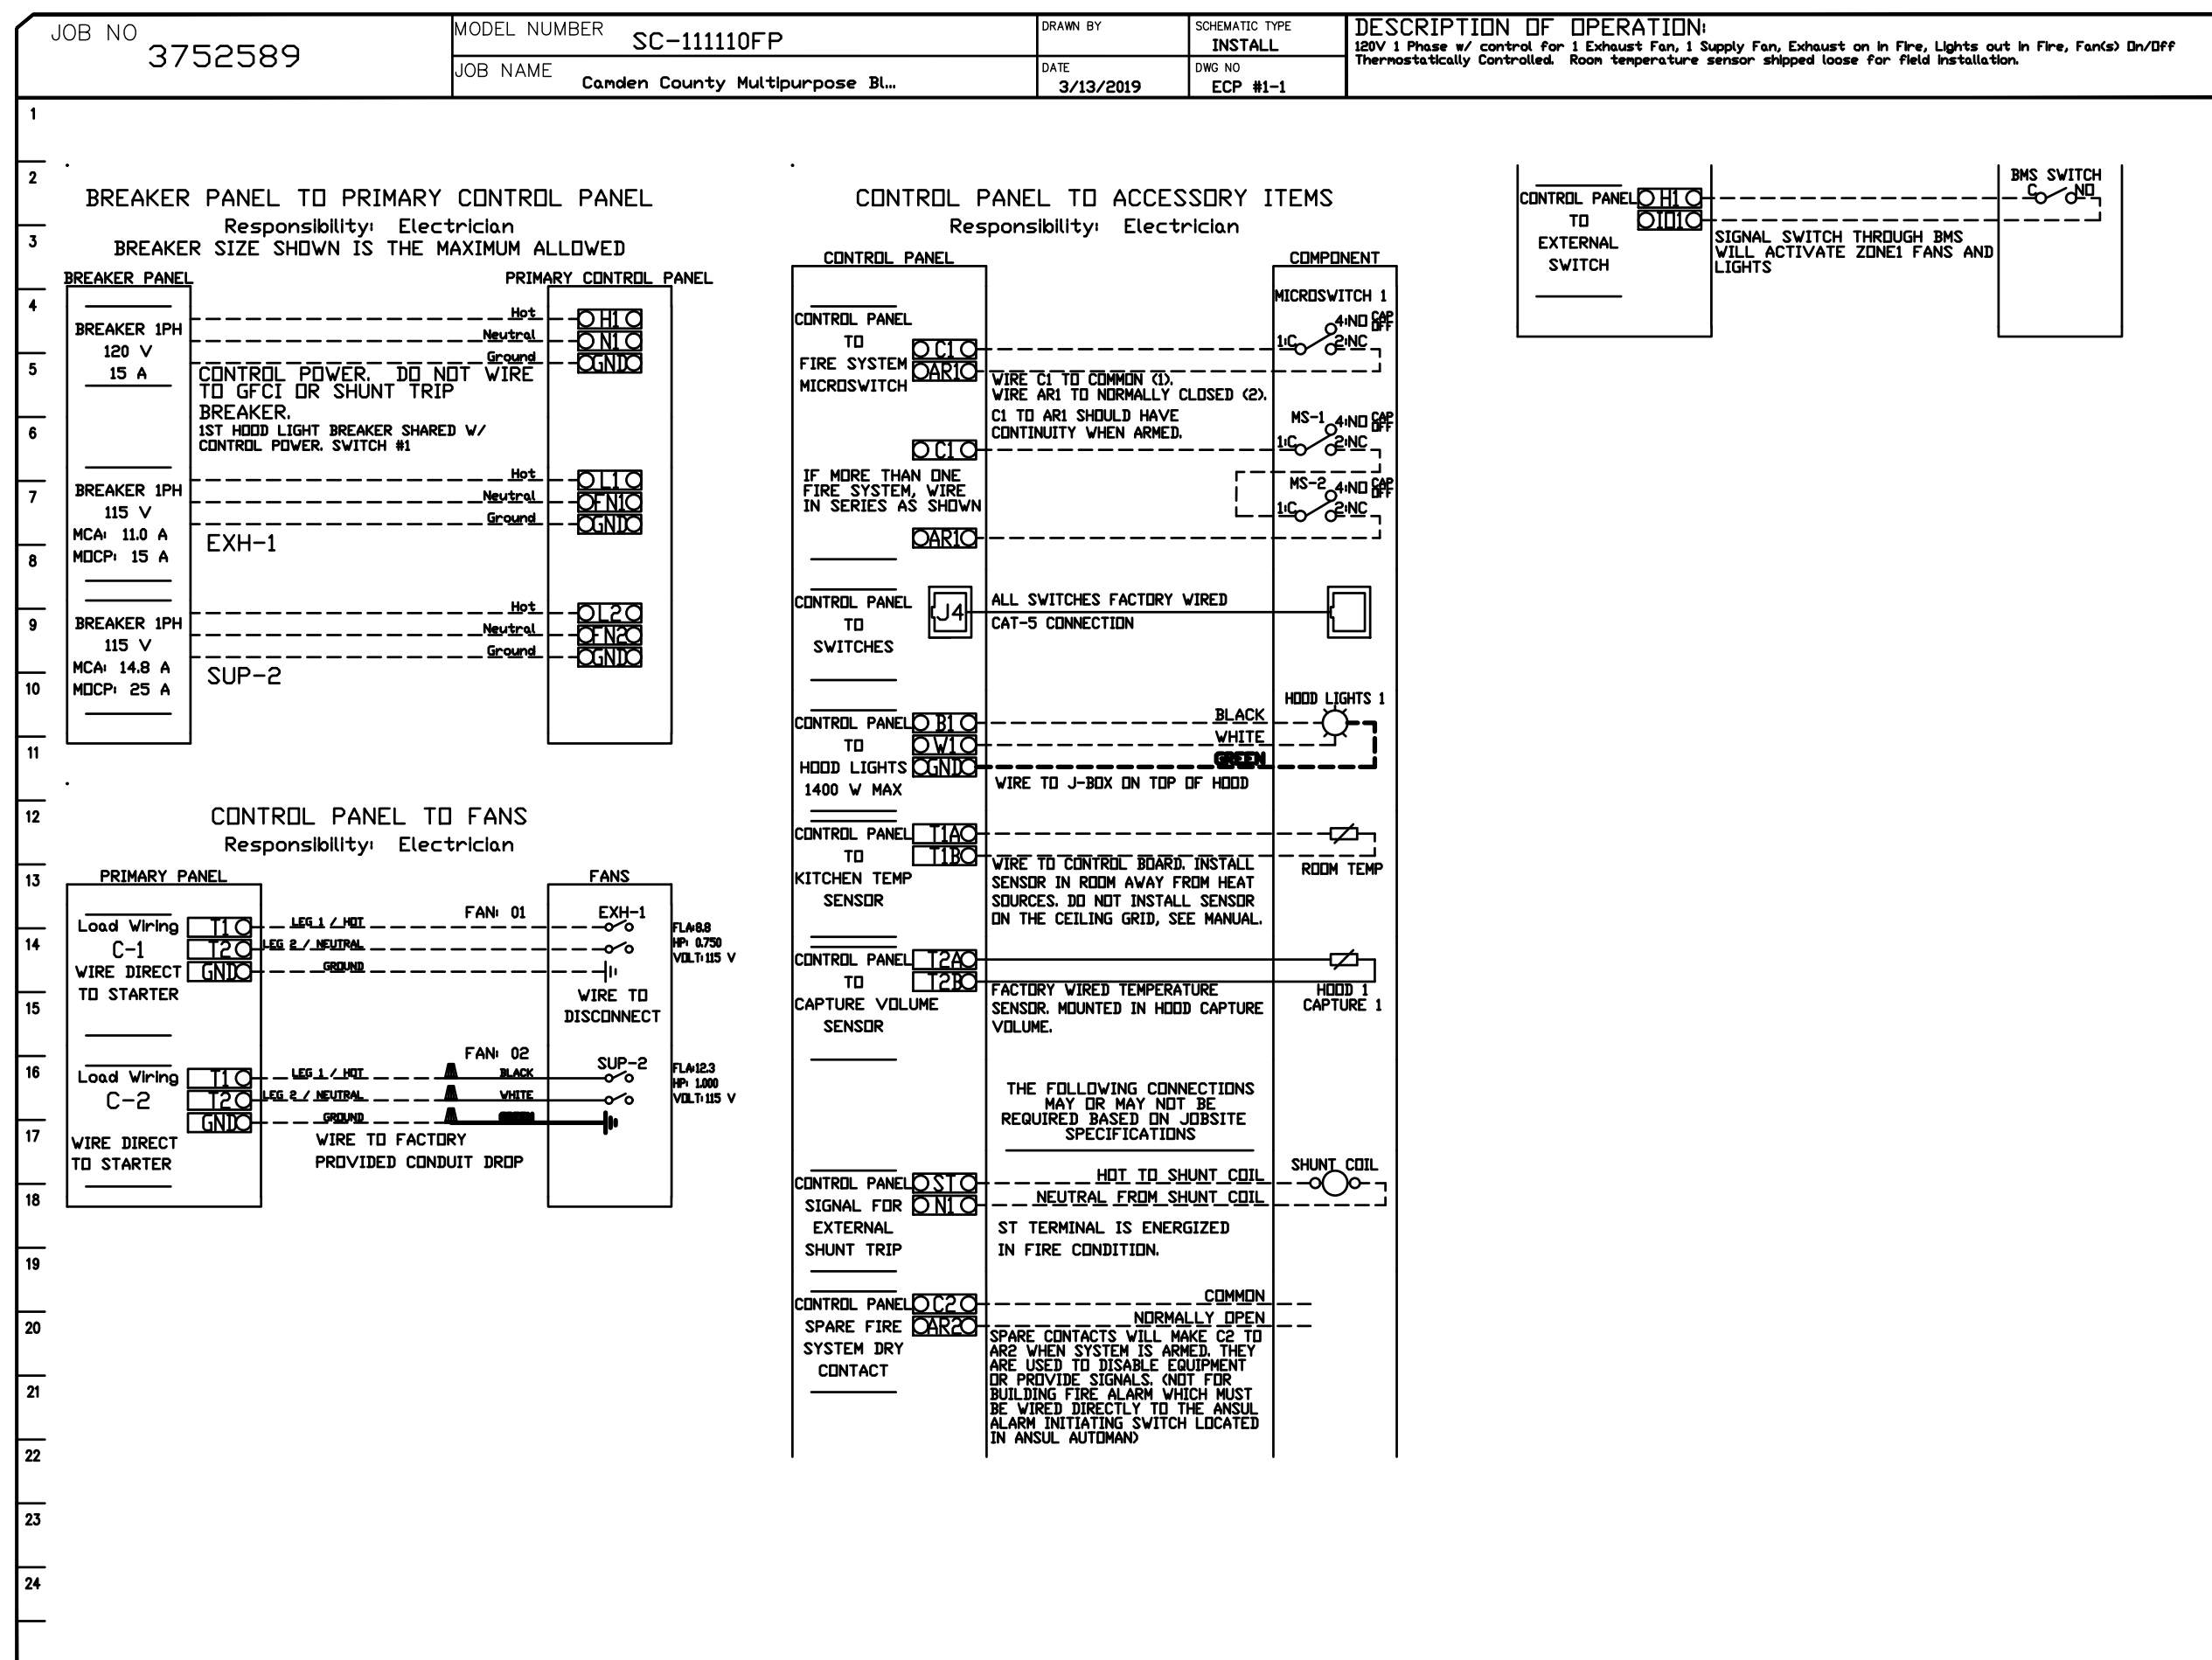 JOB NO
3752589
MODEL NUMBER SC-111110FP
JOB NAME Camden County Multipurpose Bl...
DRAWN BY
DATE
3/13/2019
SCHEMATIC TYPE
INSTALL
DWG NO
ECP #1-1
DESCRIPTION OF OPERATION:
120V 1 Phase w/ control for 1 Exhaust Fan, 1 Supply Fan, Exhaust on in Fire, Lights out in Fire, Fan(s) On/Off
Thermostatically Controlled. Room temperature sensor shipped loose for field installation.
1
2
3
4
5
6
7
8
9
10
11
12
13
14
15
16
17
18
19
20
21
22
23
24
BREAKER PANEL TO PRIMARY CONTROL PANEL
Responsibility: Electrician
BREAKER SIZE SHOWN IS THE MAXIMUM ALLOWED
BREAKER PANEL
PRIMARY CONTROL PANEL
BREAKER 1PH
120 V
15 A
Hot
H1
Neutral
N1
Ground
GND
CONTROL POWER. DO NOT WIRE
TO GFCI OR SHUNT TRIP
BREAKER.
1ST HOOD LIGHT BREAKER SHARED W/
CONTROL POWER. SWITCH #1
BREAKER 1PH
115 V
MCA: 11.0 A
MOCP: 15 A
Hot
L1
Neutral
FN1
Ground
GND
EXH-1
BREAKER 1PH
115 V
MCA: 14.8 A
MOCP: 25 A
Hot
L2
Neutral
FN2
Ground
GND
SUP-2
CONTROL PANEL TO FANS
Responsibility: Electrician
PRIMARY PANEL
FANS
Load Wiring
C-1
WIRE DIRECT
TO STARTER
T1
T2
GND
LEG 1 / HOT
LEG 2 / NEUTRAL
GROUND
FAN: 01
EXH-1
FLA:8.8
HP: 0.750
VOLT:115 V
WIRE TO
DISCONNECT
Load Wiring
C-2
WIRE DIRECT
TO STARTER
T1
T2
GND
LEG 1 / HOT
LEG 2 / NEUTRAL
GROUND
FAN: 02
BLACK
WHITE
GREEN
SUP-2
FLA:12.3
HP: 1.000
VOLT:115 V
WIRE TO FACTORY
PROVIDED CONDUIT DROP
CONTROL PANEL TO ACCESSORY ITEMS
Responsibility: Electrician
CONTROL PANEL
COMPONENT
CONTROL PANEL
TO
FIRE SYSTEM
MICROSWITCH
C1
AR1
MICROSWITCH 1
4:NO CAP OFF
1:C
2:NC
WIRE C1 TO COMMON (1).
WIRE AR1 TO NORMALLY CLOSED (2).
C1 TO AR1 SHOULD HAVE
CONTINUITY WHEN ARMED.
C1
MS-1
4:NO CAP OFF
1:C
2:NC
IF MORE THAN ONE
FIRE SYSTEM, WIRE
IN SERIES AS SHOWN
MS-2
4:NO CAP OFF
1:C
2:NC
AR1
CONTROL PANEL
TO
SWITCHES
J4
ALL SWITCHES FACTORY WIRED
CAT-5 CONNECTION
CONTROL PANEL
TO
HOOD LIGHTS
1400 W MAX
B1
W1
GND
BLACK
WHITE
GREEN
HOOD LIGHTS 1
WIRE TO J-BOX ON TOP OF HOOD
CONTROL PANEL
TO
KITCHEN TEMP
SENSOR
T1A
T1B
ROOM TEMP
WIRE TO CONTROL BOARD. INSTALL
SENSOR IN ROOM AWAY FROM HEAT
SOURCES. DO NOT INSTALL SENSOR
ON THE CEILING GRID, SEE MANUAL.
CONTROL PANEL
TO
CAPTURE VOLUME
SENSOR
T2A
T2B
FACTORY WIRED TEMPERATURE
SENSOR. MOUNTED IN HOOD CAPTURE
VOLUME.
HOOD 1
CAPTURE 1
THE FOLLOWING CONNECTIONS
MAY OR MAY NOT BE
REQUIRED BASED ON JOBSITE
SPECIFICATIONS
CONTROL PANEL
SIGNAL FOR
EXTERNAL
SHUNT TRIP
ST
N1
HOT TO SHUNT COIL
NEUTRAL FROM SHUNT COIL
SHUNT COIL
ST TERMINAL IS ENERGIZED
IN FIRE CONDITION.
CONTROL PANEL
SPARE FIRE
SYSTEM DRY
CONTACT
C2
AR2
COMMON
NORMALLY OPEN
SPARE CONTACTS WILL MAKE C2 TO
AR2 WHEN SYSTEM IS ARMED. THEY
ARE USED TO DISABLE EQUIPMENT
OR PROVIDE SIGNALS. (NOT FOR
BUILDING FIRE ALARM WHICH MUST
BE WIRED DIRECTLY TO THE ANSUL
ALARM INITIATING SWITCH LOCATED
IN ANSUL AUTOMAN)
CONTROL PANEL
TO
EXTERNAL
SWITCH
H1
IO1
BMS SWITCH
C
NO
SIGNAL SWITCH THROUGH BMS
WILL ACTIVATE ZONE1 FANS AND
LIGHTS